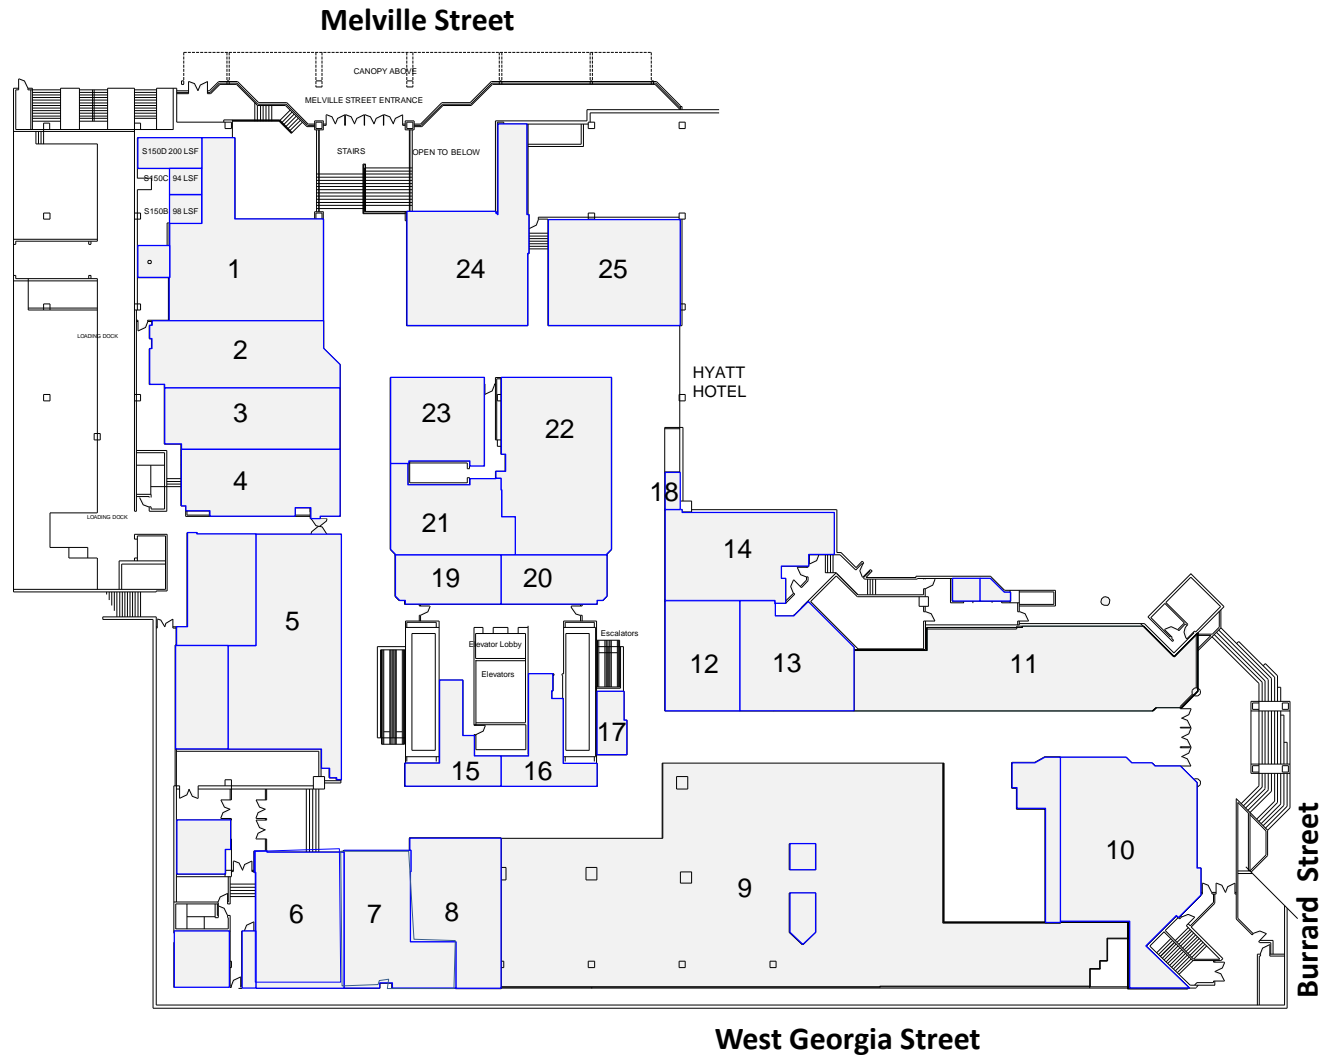 Melville Street
CANOPY ABOVE
MELVILLE STREET ENTRANCE
STAIRS
OPEN TO BELOW
S150D 200 LSF
S150C 94 LSF
S150B 98 LSF
1
24
25
LOADING DOCK
2
HYATT
HOTEL
3
23
22
4
18
LOADING DOCK
21
14
19
20
5
Escalators
Elevator Lobby
Elevators
12
13
11
17
15
16
10
9
6
7
8
Burrard Street
West Georgia Street